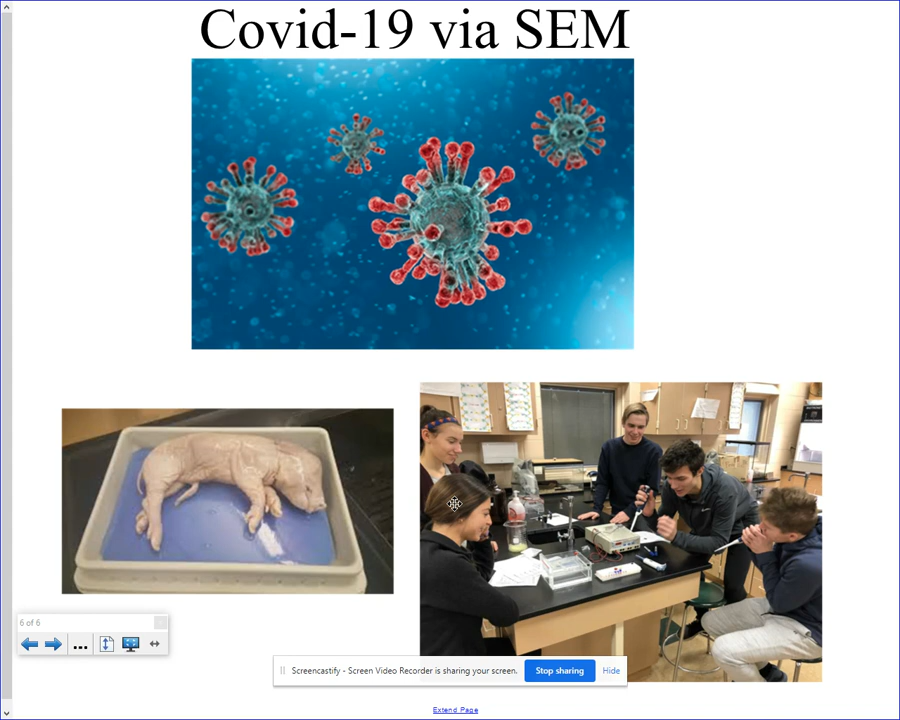 Covid-19 via SEM
6 of 6
Screencastify - Screen Video Recorder is sharing your screen.
Stop sharing
Hide
Extend Page